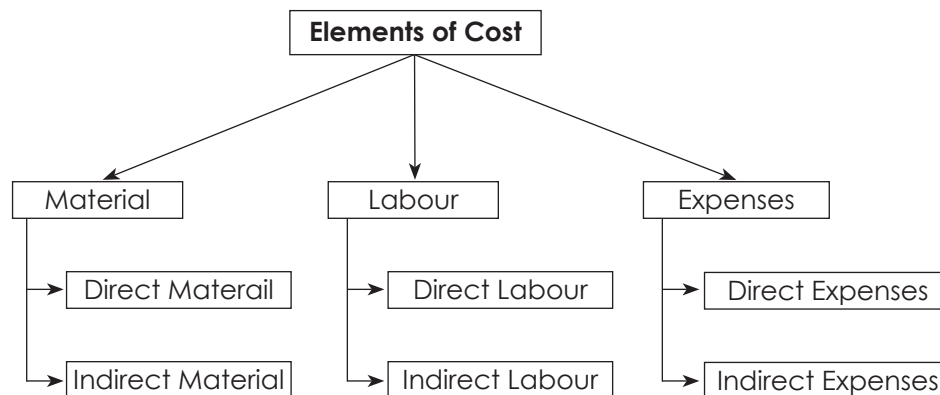 Elements of Cost
Material
Labour
Expenses
Direct Materail
Direct Labour
Direct Expenses
Indirect Material
Indirect Labour
Indirect Expenses